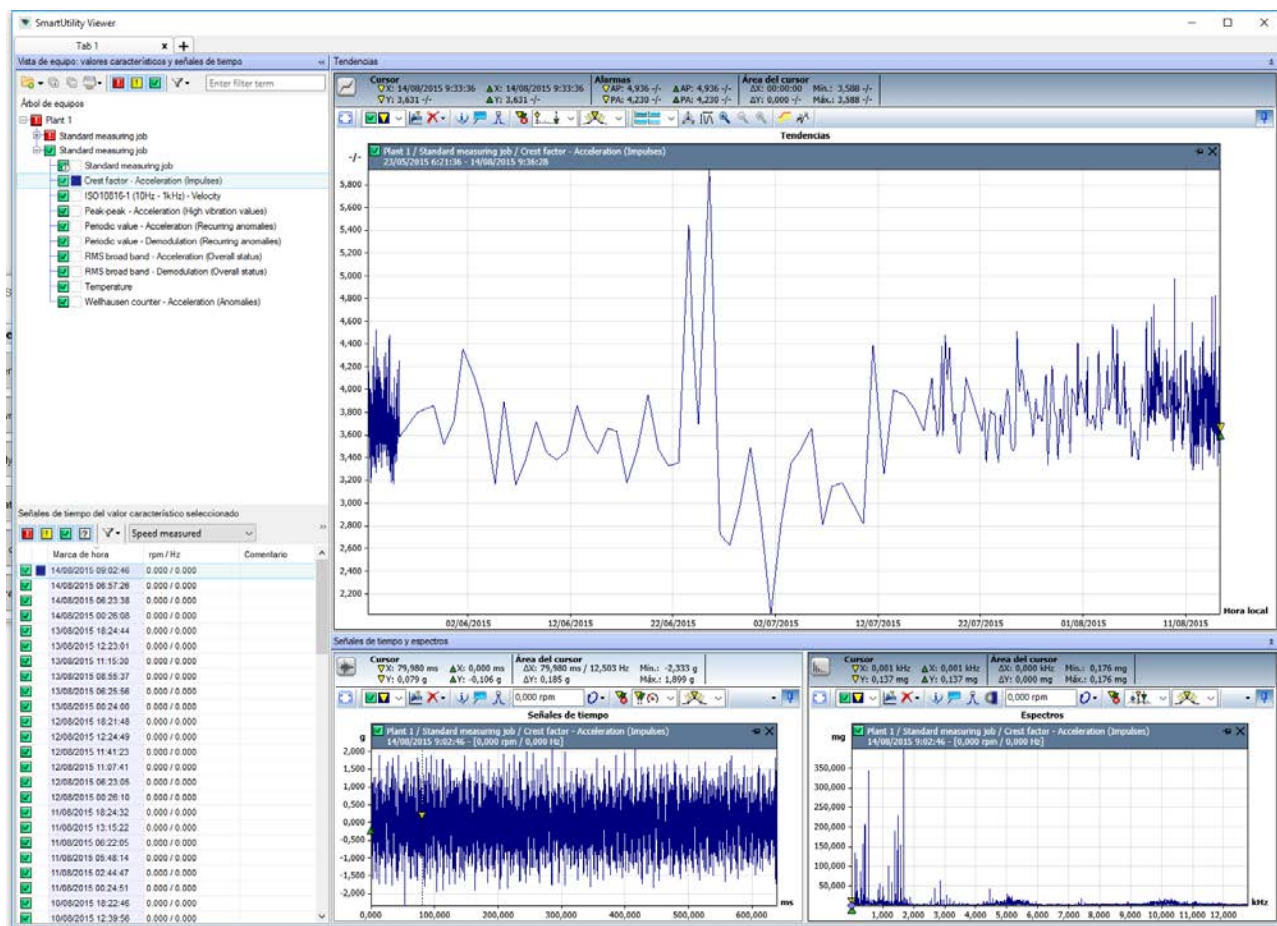 SmartUtility Viewer
Tab 1
Vista de equipo: valores característicos y señales de tiempo
Enter filter term
Árbol de equipos
Plant 1
Standard measuring job
Standard measuring job
Standard measuring job
Crest factor - Acceleration (Impulses)
ISO10816-1 (10Hz - 1kHz) - Velocity
Peak-peak - Acceleration (High vibration values)
Periodic value - Acceleration (Recurring anomalies)
Periodic value - Demodulation (Recurring anomalies)
RMS broad band - Acceleration (Overall status)
RMS broad band - Demodulation (Overall status)
Temperature
Wellhausen counter - Acceleration (Anomalies)
Señales de tiempo del valor característico seleccionado
Speed measured
Marca de hora rpm / Hz Comentario
14/08/2015 09:02:46 0.000 / 0.000
14/08/2015 06:57:26 0.000 / 0.000
14/08/2015 06:23:38 0.000 / 0.000
14/08/2015 00:26:08 0.000 / 0.000
13/08/2015 18:24:44 0.000 / 0.000
13/08/2015 12:23:01 0.000 / 0.000
13/08/2015 11:15:30 0.000 / 0.000
13/08/2015 08:55:37 0.000 / 0.000
13/08/2015 06:25:56 0.000 / 0.000
13/08/2015 00:24:00 0.000 / 0.000
12/08/2015 18:21:48 0.000 / 0.000
12/08/2015 12:24:49 0.000 / 0.000
12/08/2015 11:41:23 0.000 / 0.000
12/08/2015 11:07:41 0.000 / 0.000
12/08/2015 06:23:05 0.000 / 0.000
12/08/2015 00:26:10 0.000 / 0.000
11/08/2015 18:24:32 0.000 / 0.000
11/08/2015 13:15:22 0.000 / 0.000
11/08/2015 06:22:05 0.000 / 0.000
11/08/2015 05:48:14 0.000 / 0.000
11/08/2015 02:44:47 0.000 / 0.000
11/08/2015 00:24:51 0.000 / 0.000
10/08/2015 18:22:46 0.000 / 0.000
10/08/2015 12:39:56 0.000 / 0.000
Tendencias
Cursor Alarmas Área del cursor
X: 14/08/2015 9:33:36 X: 14/08/2015 9:33:36 AP: 4,936 -/- AP: 4,936 -/- ΔX: 00:00:00 Mín.: 3,588 -/-
Y: 3,631 -/- Y: 3,631 -/- PA: 4,230 -/- PA: 4,230 -/- ΔY: 0,000 -/- Máx.: 3,588 -/-
Tendencias
-/-
Plant 1 / Standard measuring job / Crest factor - Acceleration (Impulses)
23/05/2015 6:21:36 - 14/08/2015 9:36:28
5,800
5,600
5,400
5,200
5,000
4,800
4,600
4,400
4,200
4,000
3,800
3,600
3,400
3,200
3,000
2,800
2,600
2,400
2,200
Hora local
02/06/2015 12/06/2015 22/06/2015 02/07/2015 12/07/2015 22/07/2015 01/08/2015 11/08/2015
Señales de tiempo y espectros
Cursor Área del cursor
X: 79,980 ms X: 0,000 ms ΔX: 79,980 ms / 12,503 Hz Mín.: -2,333 g
Y: 0,079 g Y: -0,106 g ΔY: 0,185 g Máx.: 1,899 g
0,000 rpm
Señales de tiempo
g
Plant 1 / Standard measuring job / Crest factor - Acceleration (Impulses)
14/08/2015 9:02:46 - [0,000 rpm / 0,000 Hz]
2,000
1,500
1,000
0,500
0,000
-0,500
-1,000
-1,500
-2,000
0,000 100,000 200,000 300,000 400,000 500,000 600,000
ms
Cursor Área del cursor
X: 0,001 kHz X: 0,001 kHz ΔX: 0,000 kHz Mín.: 0,176 mg
Y: 0,137 mg Y: 0,137 mg ΔY: 0,000 mg Máx.: 0,176 mg
0,000 rpm
Espectros
mg
Plant 1 / Standard measuring job / Crest factor - Acceleration (Impulses)
14/08/2015 9:02:46 - [0,000 rpm / 0,000 Hz]
350,000
300,000
250,000
200,000
150,000
100,000
50,000
1,000 2,000 3,000 4,000 5,000 6,000 7,000 8,000 9,000 10,000 11,000 12,000
kHz